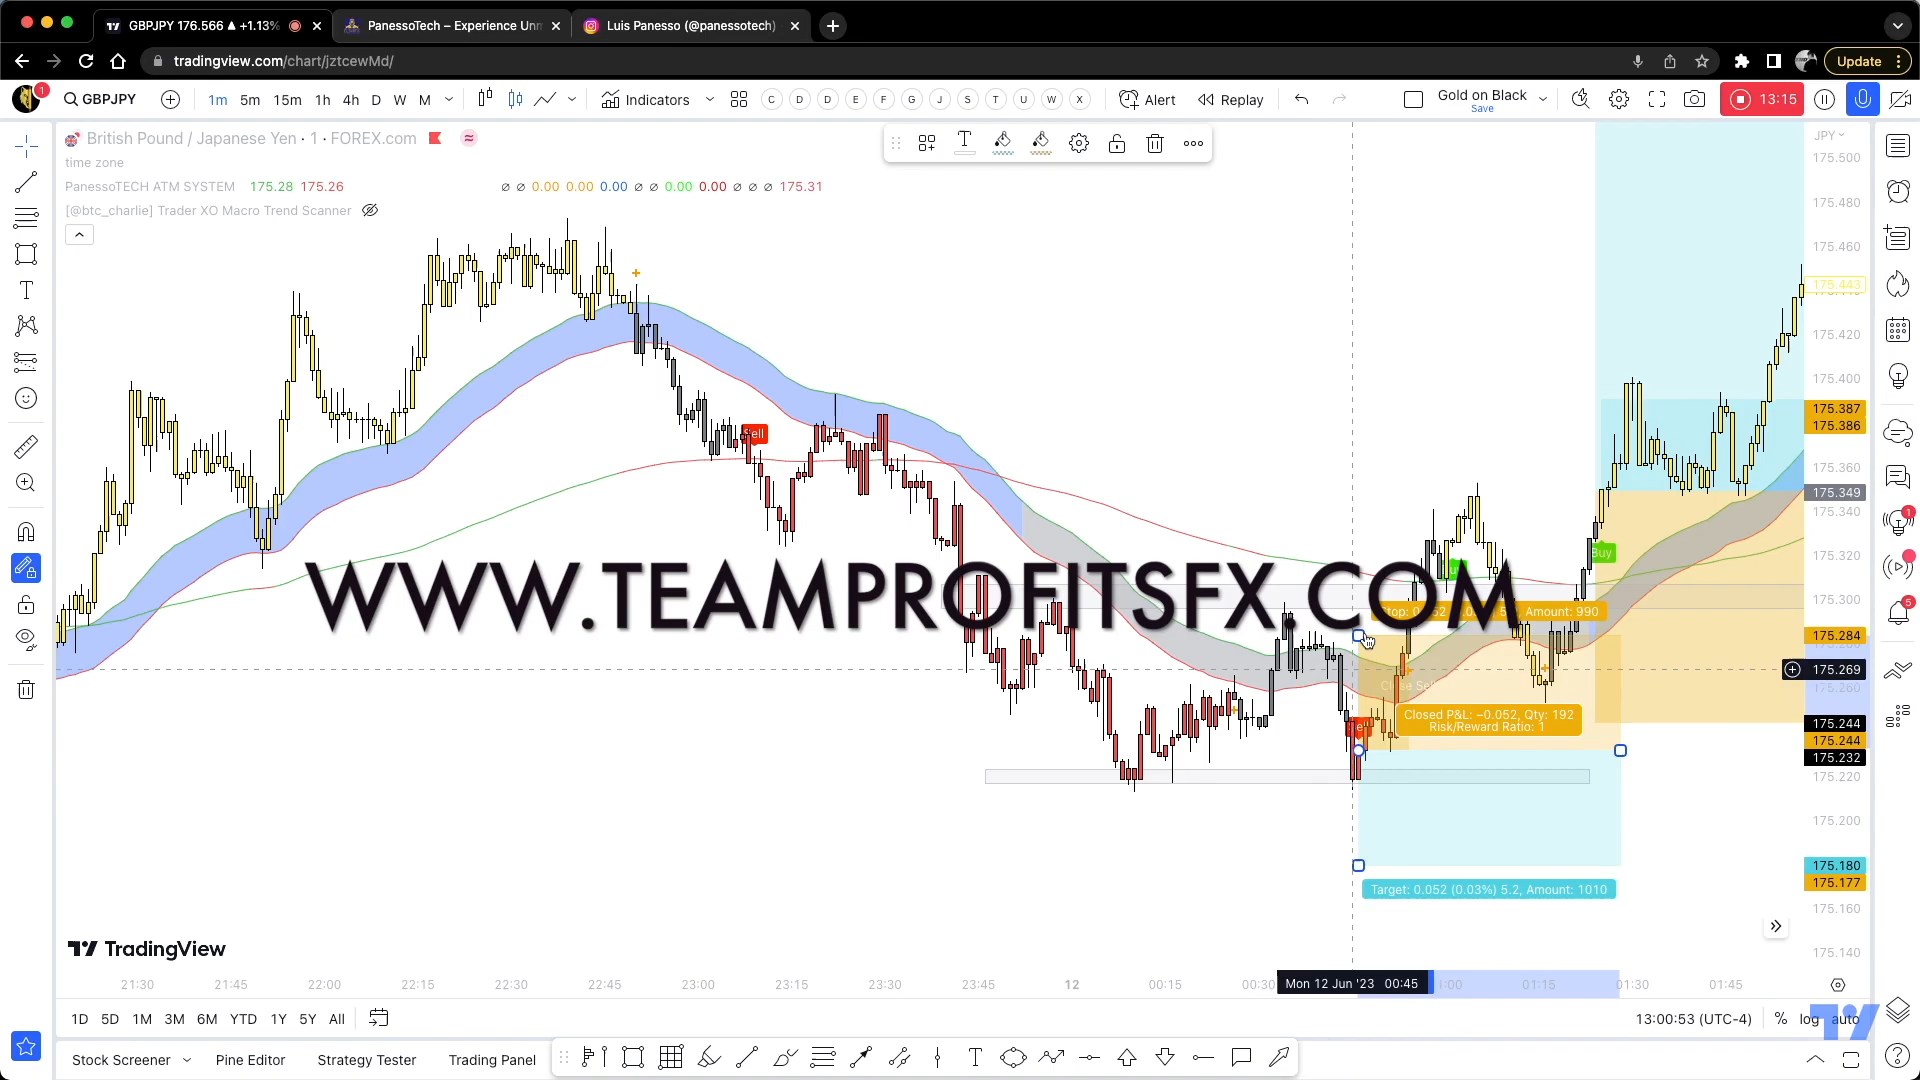 GBPJPY 176.566 ▲ +1.13%
PanessoTech – Experience Unm
Luis Panesso (@panessotech)
tradingview.com/chart/jztcewMd/
Update
1
GBPJPY
1m 5m 15m 1h 4h D W M
Indicators
C D D E F G J S T U W X
Alert
Replay
Gold on Black
Save
13:15
British Pound / Japanese Yen · 1 · FOREX.com
time zone
PanessoTECH ATM SYSTEM 175.28 175.26
∅ ∅ 0.00 0.00 0.00 ∅ ∅ 0.00 0.00 ∅ ∅ ∅ 175.31
[@btc_charlie] Trader XO Macro Trend Scanner
JPY
175.500
175.480
175.460
175.443
175.420
175.400
175.387
175.386
175.360
175.349
175.340
175.320
175.300
175.284
175.269
175.260
175.244
175.244
175.232
175.220
175.200
175.180
175.177
175.160
175.140
Sell
Buy
WWW.TEAMPROFITSFX.COM
Amount: 990
Closed P&L: −0.052, Qty: 192
Risk/Reward Ratio: 1
Target: 0.052 (0.03%) 5.2, Amount: 1010
TradingView
21:30 21:45 22:00 22:15 22:30 22:45 23:00 23:15 23:30 23:45 12 00:15 00:30 Mon 12 Jun '23 00:45 01:15 01:30 01:45
1D 5D 1M 3M 6M YTD 1Y 5Y All
13:00:53 (UTC-4) % log auto
Stock Screener
Pine Editor
Strategy Tester
Trading Panel
1
5